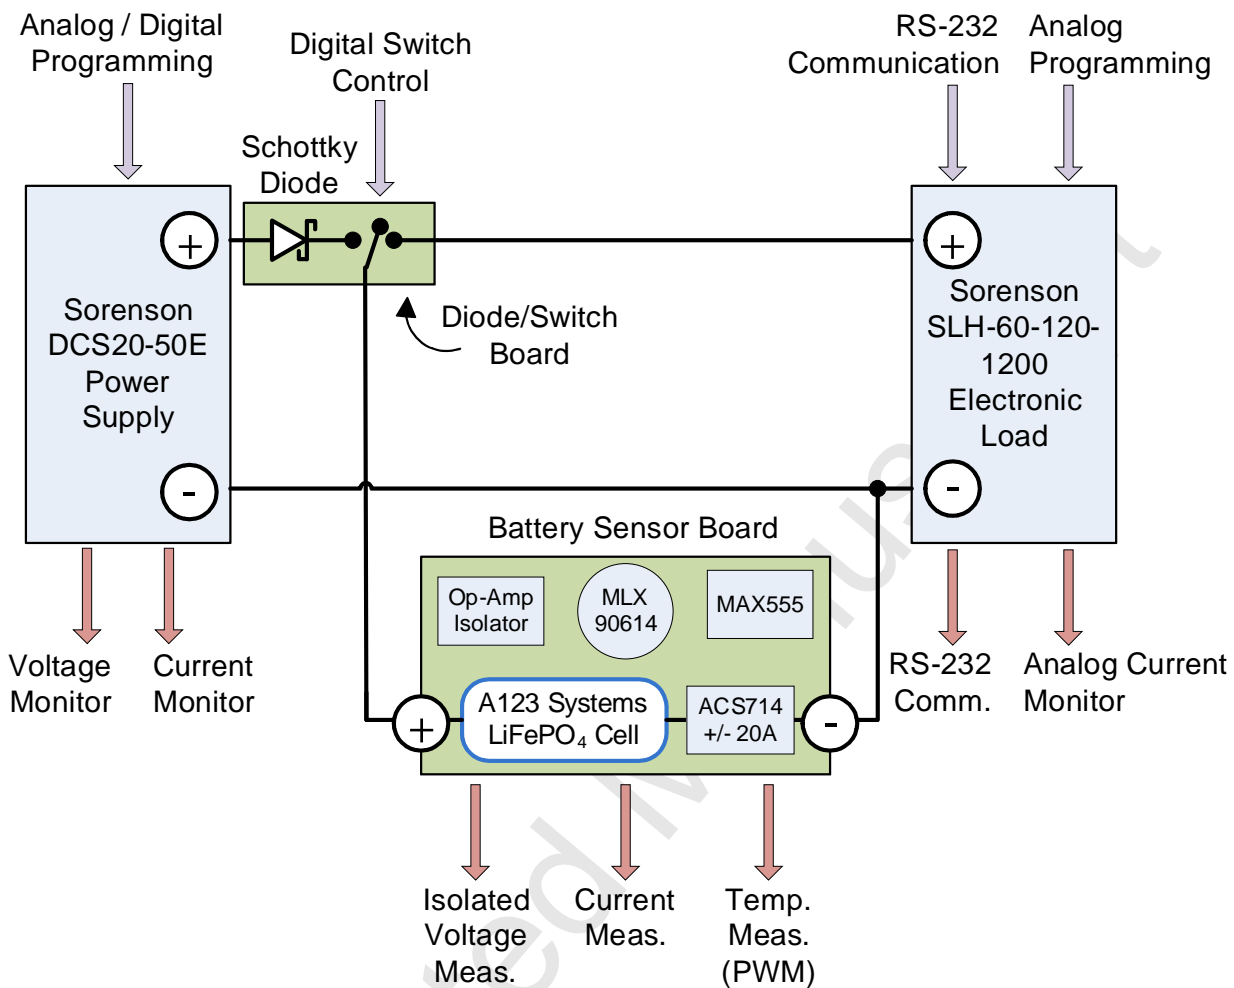 Analog / Digital
Programming
Digital Switch
Control
RS-232
Communication
Analog
Programming
Schottky
Diode
+
+
Sorenson
DCS20-50E
Power
Supply
Diode/Switch
Board
Sorenson
SLH-60-120-
1200
Electronic
Load
-
-
Battery Sensor Board
Op-Amp
Isolator
MLX
90614
MAX555
Voltage
Monitor
Current
Monitor
RS-232
Comm.
Analog Current
Monitor
+
A123 Systems
LiFePO₄ Cell
ACS714
+/- 20A
-
Isolated
Voltage
Meas.
Current
Meas.
Temp.
Meas.
(PWM)